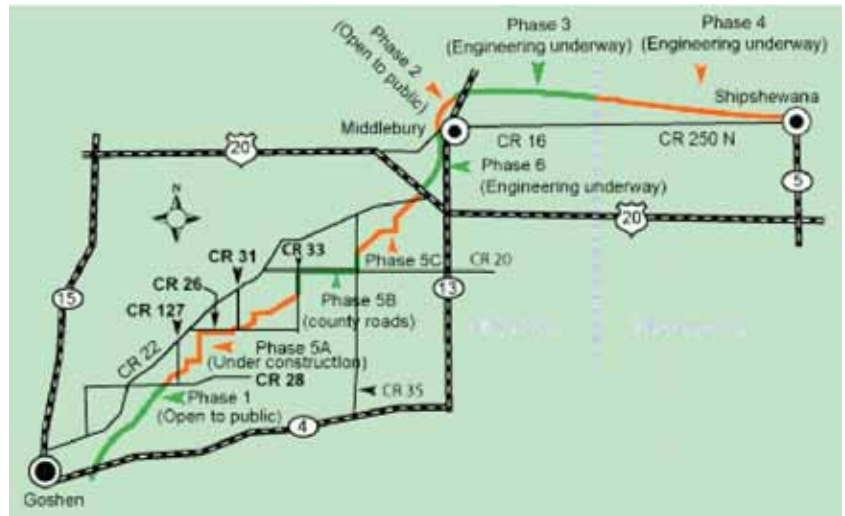 Phase 3
(Engineering underway)
Phase 4
(Engineering underway)
Phase 2
(Open to public)
Shipshewana
Middlebury
CR 16
CR 250 N
20
Phase 6
(Engineering underway)
5
N
20
CR 33
CR 31
Phase 5C
CR 20
CR 26
15
13
CR 127
Phase 5B
(county roads)
CR 22
Phase 5A
(Under construction)
CR 28
CR 35
Phase 1
(Open to public)
4
Goshen